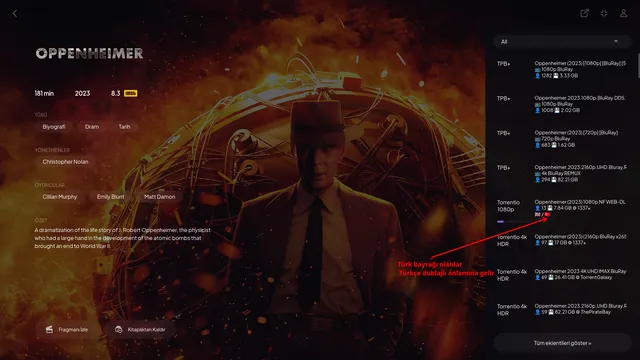 OPPENHEIMER
All
181 min 2023 8.3 IMDb
TÜRÜ
Biyografi Dram Tarih
YÖNETMENLER
Christopher Nolan
OYUNCULAR
Cillian Murphy Emily Blunt Matt Damon
ÖZET
A dramatization of the life story of J. Robert Oppenheimer, the physicist
who had a large hand in the development of the atomic bombs that
brought an end to World War II.
Fragmanı İzle
Kitaplıktan Kaldır
TPB+
Oppenheimer (2023) [1080p] [BluRay] [5
1080p BluRay
1282 3.33 GB
TPB+
Oppenheimer.2023.1080p.BluRay.DD5.
1080p BluRay
1008 2.02 GB
TPB+
Oppenheimer (2023) [720p] [BluRay]
720p BluRay
683 1.62 GB
TPB+
Oppenheimer.2023.2160p.UHD.Bluray.R
4k BluRay REMUX
294 82.21 GB
Torrentio
1080p
Oppenheimer (2023) 1080p NF WEB-DL
13 7.84 GB 1337x
Torrentio 4k
HDR
Oppenheimer (2023) (2160p BluRay x265
97 17 GB 1337x
Torrentio 4k
HDR
Oppenheimer.2023.4K.UHD.IMAX.BluRay
69 26.41 GB TorrentGalaxy
Torrentio 4k
HDR
Oppenheimer.2023.2160p.UHD.Bluray.R
59 82.21 GB ThePirateBay
Tüm eklentileri göster >
Türk bayrağı olanlar
Türkçe dublajlı anlamına gelir